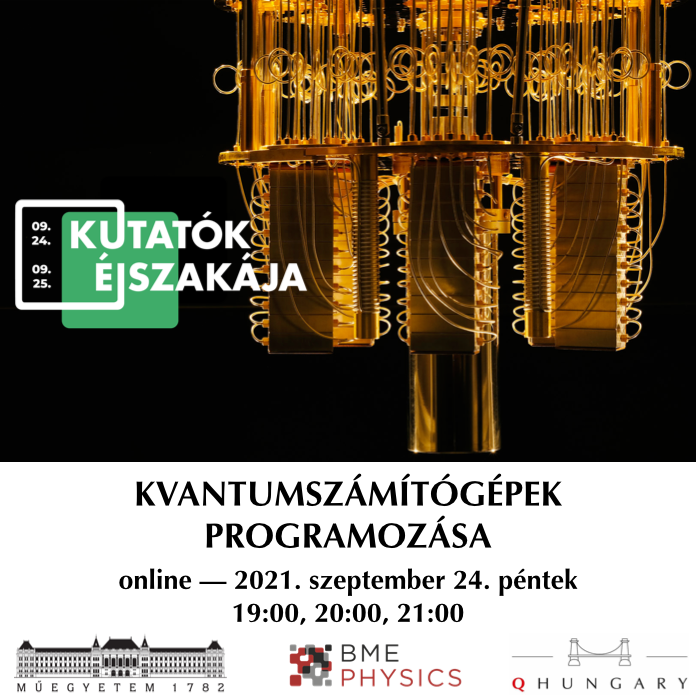 09.
24.
09.
25.
KUTATÓK
ÉJSZAKÁJA
KVANTUMSZÁMÍTÓGÉPEK
PROGRAMOZÁSA
online — 2021. szeptember 24. péntek
19:00, 20:00, 21:00
MŰEGYETEM 1782
BME
PHYSICS
QHUNGARY